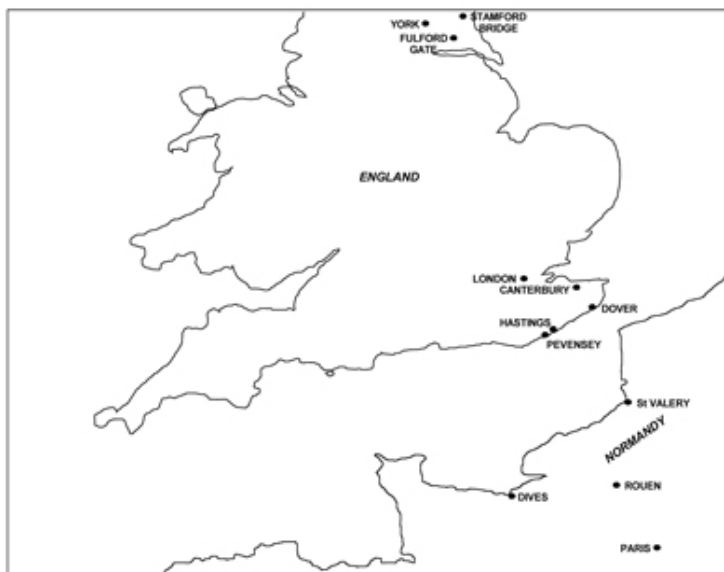 STAMFORD
BRIDGE
YORK
FULFORD
GATE
ENGLAND
LONDON
CANTERBURY
DOVER
HASTINGS
PEVENSEY
St VALERY
NORMANDY
ROUEN
DIVES
PARIS